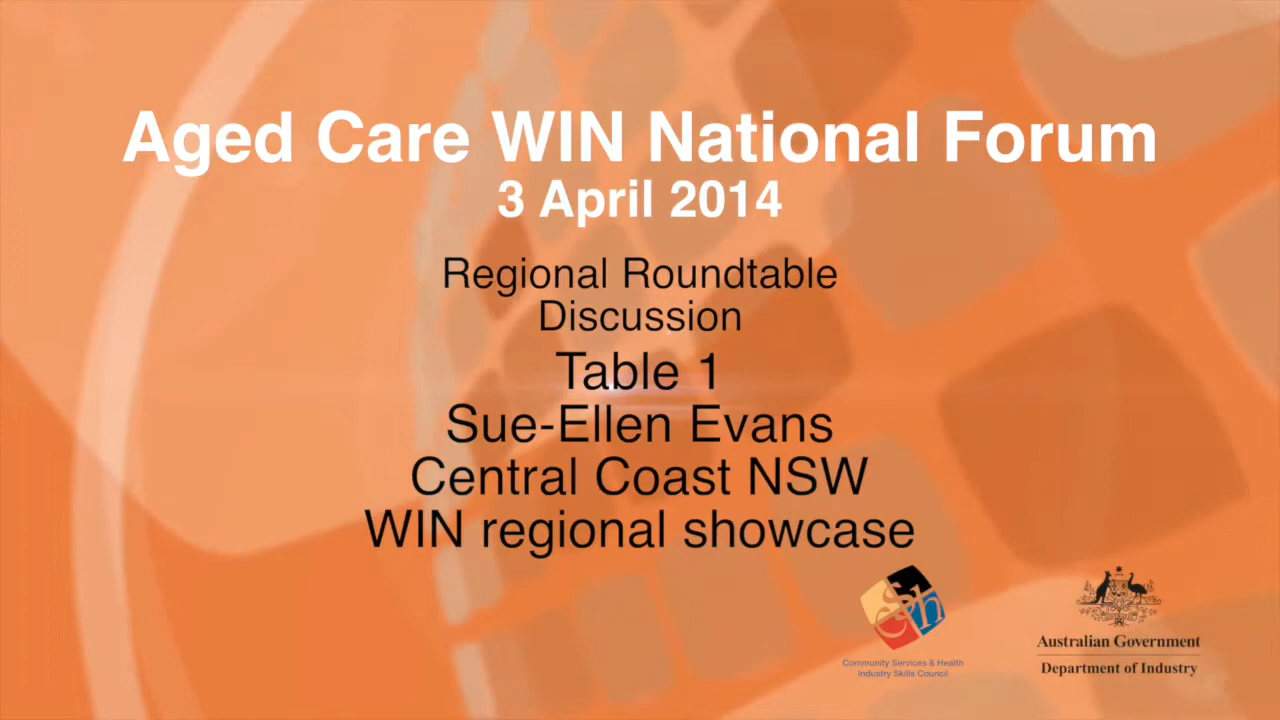 Aged Care WIN National Forum
3 April 2014
Regional Roundtable
Discussion
Table 1
Sue-Ellen Evans
Central Coast NSW
WIN regional showcase
csh
Community Services & Health
Industry Skills Council
Australian Government
Department of Industry